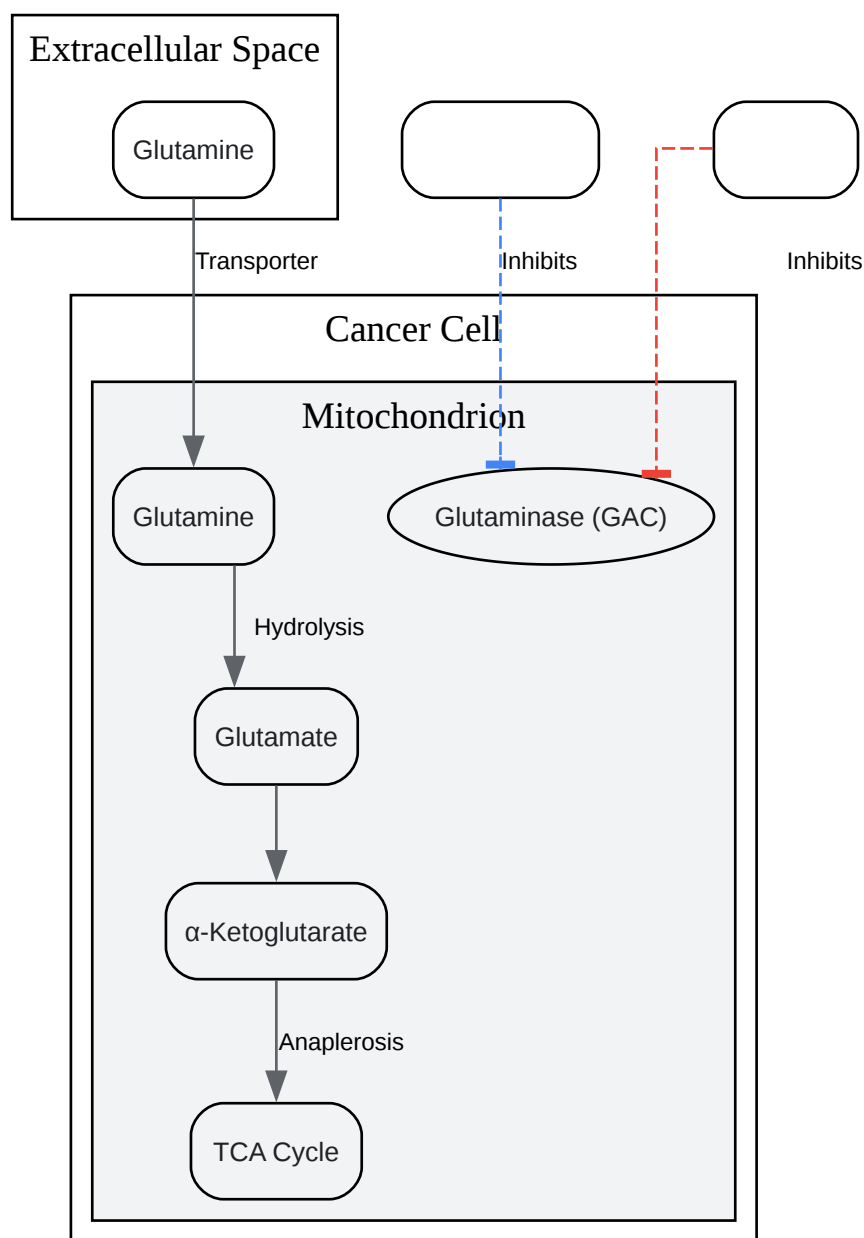 Extracellular Space
Glutamine
Transporter
Inhibits
Inhibits
Cancer Cell
Mitochondrion
Glutamine
Glutaminase (GAC)
Hydrolysis
Glutamate
α-Ketoglutarate
Anaplerosis
TCA Cycle